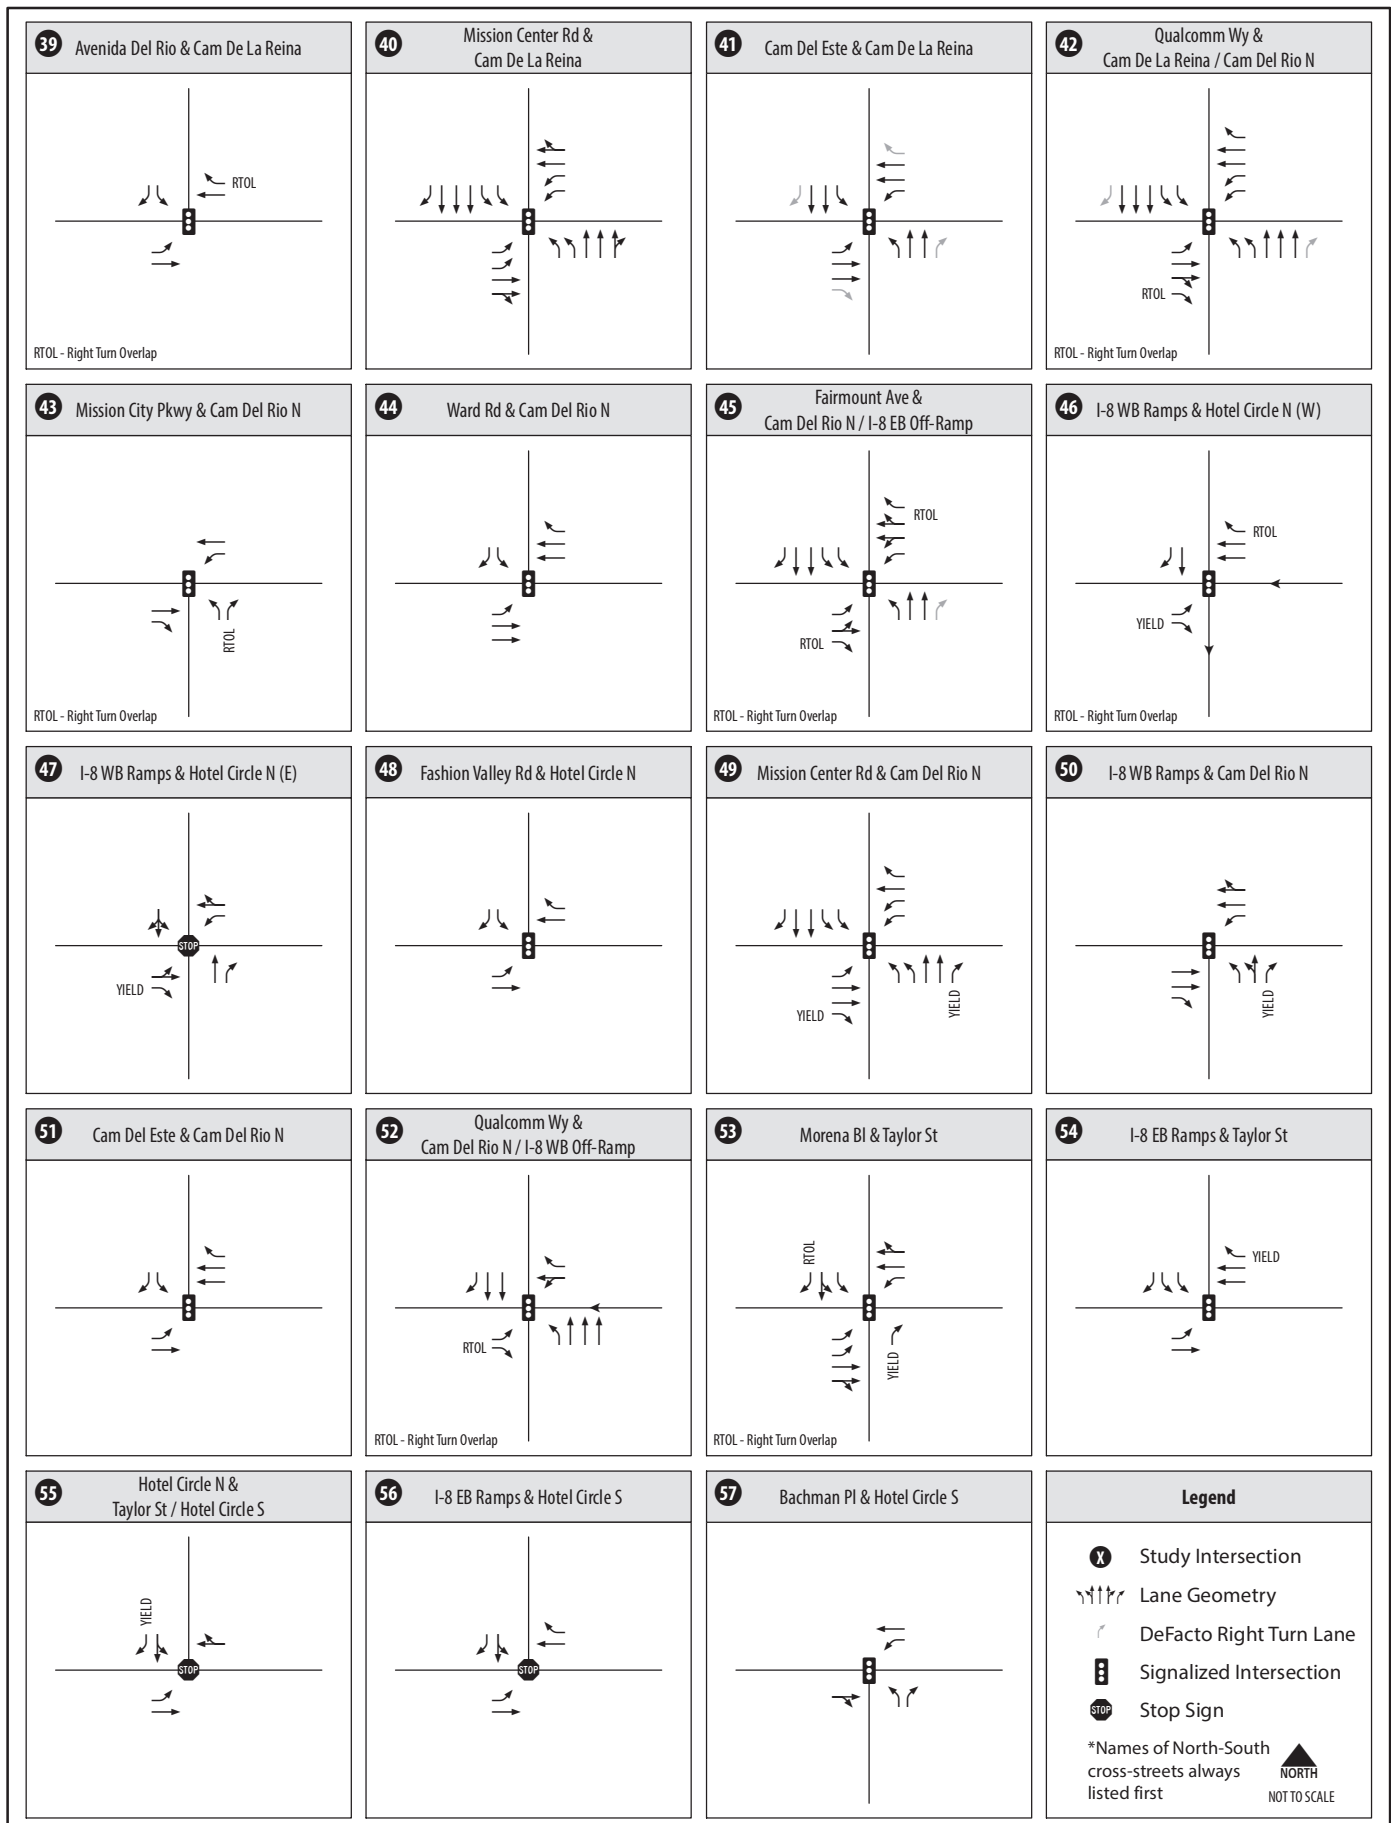 39 Avenida Del Rio & Cam De La Reina
RTOL
RTOL - Right Turn Overlap
40 Mission Center Rd &
Cam De La Reina
41 Cam Del Este & Cam De La Reina
42 Qualcomm Wy &
Cam De La Reina / Cam Del Rio N
RTOL
RTOL - Right Turn Overlap
43 Mission City Pkwy & Cam Del Rio N
RTOL
RTOL - Right Turn Overlap
44 Ward Rd & Cam Del Rio N
45 Fairmount Ave &
Cam Del Rio N / I-8 EB Off-Ramp
RTOL
RTOL
RTOL - Right Turn Overlap
46 I-8 WB Ramps & Hotel Circle N (W)
RTOL
YIELD
RTOL - Right Turn Overlap
47 I-8 WB Ramps & Hotel Circle N (E)
STOP
YIELD
48 Fashion Valley Rd & Hotel Circle N
49 Mission Center Rd & Cam Del Rio N
YIELD
YIELD
50 I-8 WB Ramps & Cam Del Rio N
YIELD
51 Cam Del Este & Cam Del Rio N
52 Qualcomm Wy &
Cam Del Rio N / I-8 WB Off-Ramp
RTOL
RTOL - Right Turn Overlap
53 Morena Bl & Taylor St
RTOL
YIELD
RTOL - Right Turn Overlap
54 I-8 EB Ramps & Taylor St
YIELD
55 Hotel Circle N &
Taylor St / Hotel Circle S
YIELD
STOP
56 I-8 EB Ramps & Hotel Circle S
STOP
57 Bachman Pl & Hotel Circle S
Legend
X Study Intersection
Lane Geometry
DeFacto Right Turn Lane
Signalized Intersection
STOP Stop Sign
*Names of North-South
cross-streets always
listed first
NORTH
NOT TO SCALE